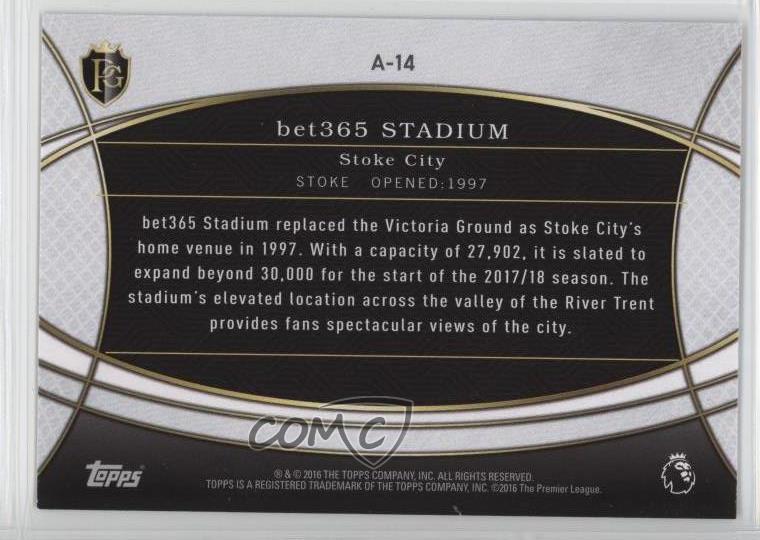 PG
A-14
bet365 STADIUM
Stoke City
STOKE OPENED:1997
bet365 Stadium replaced the Victoria Ground as Stoke City's
home venue in 1997. With a capacity of 27,902, it is slated to
expand beyond 30,000 for the start of the 2017/18 season. The
stadium's elevated location across the valley of the River Trent
provides fans spectacular views of the city.
COMC
topps
® & © 2016 THE TOPPS COMPANY, INC. ALL RIGHTS RESERVED.
TOPPS IS A REGISTERED TRADEMARK OF THE TOPPS COMPANY, INC. ©2016 The Premier League.